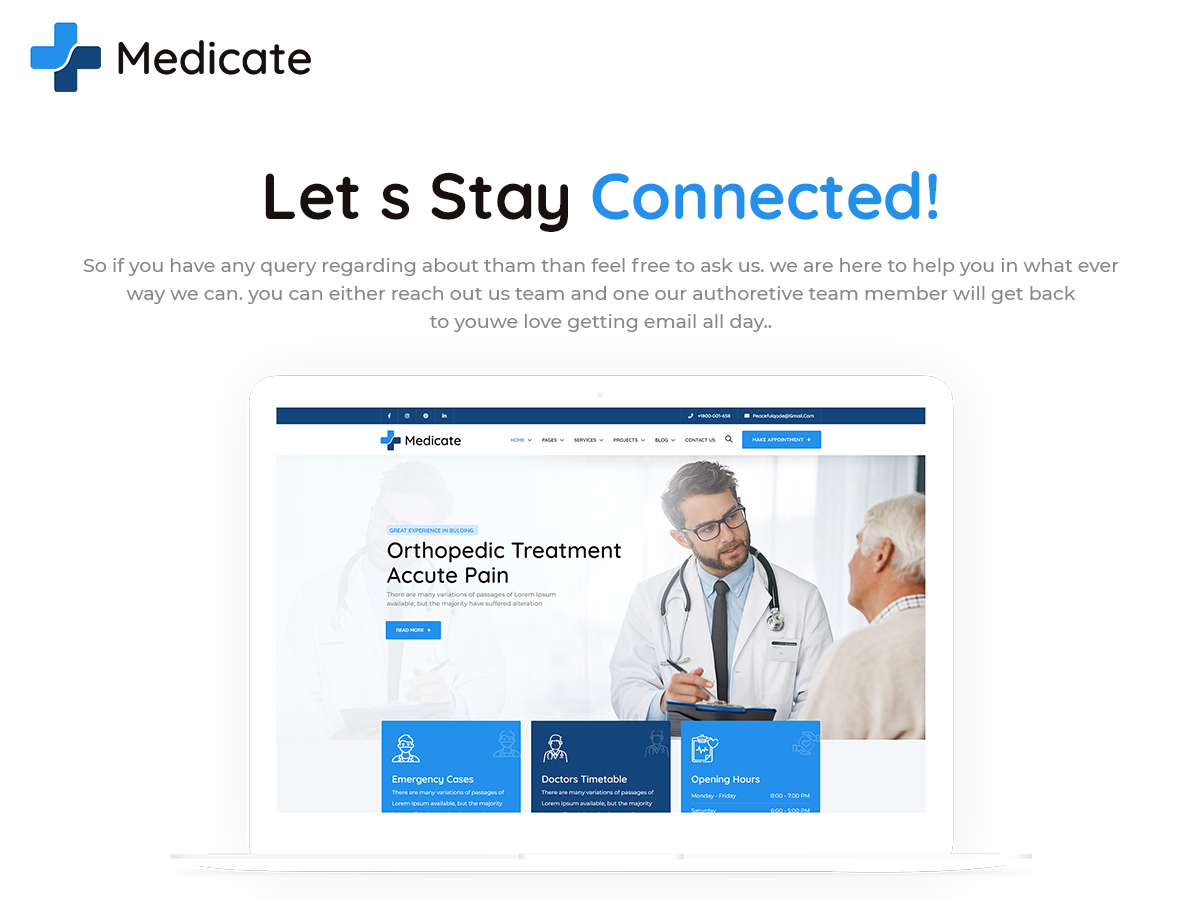 Medicate
Let s Stay Connected!
So if you have any query regarding about tham than feel free to ask us. we are here to help you in what ever
way we can. you can either reach out us team and one our authoretive team member will get back
to youwe love getting email all day..
+1800-001-658 Peacefulqode@Gmail.Com
Medicate HOME PAGES SERVICES PROJECTS BLOG CONTACT US MAKE APPOINTMENT +
GREAT EXPERIENCE IN BULDING
Orthopedic Treatment
Accute Pain
There are many variations of passages of Lorem Ipsum
available, but the majority have suffered alteration
READ MORE +
Emergency Cases
There are many variations of passages of
Lorem Ipsum available, but the majority
Doctors Timetable
There are many variations of passages of
Lorem Ipsum available, but the majority
Opening Hours
Monday - Friday 8:00 - 7:00 PM
Saturday 6:00 - 5:00 PM